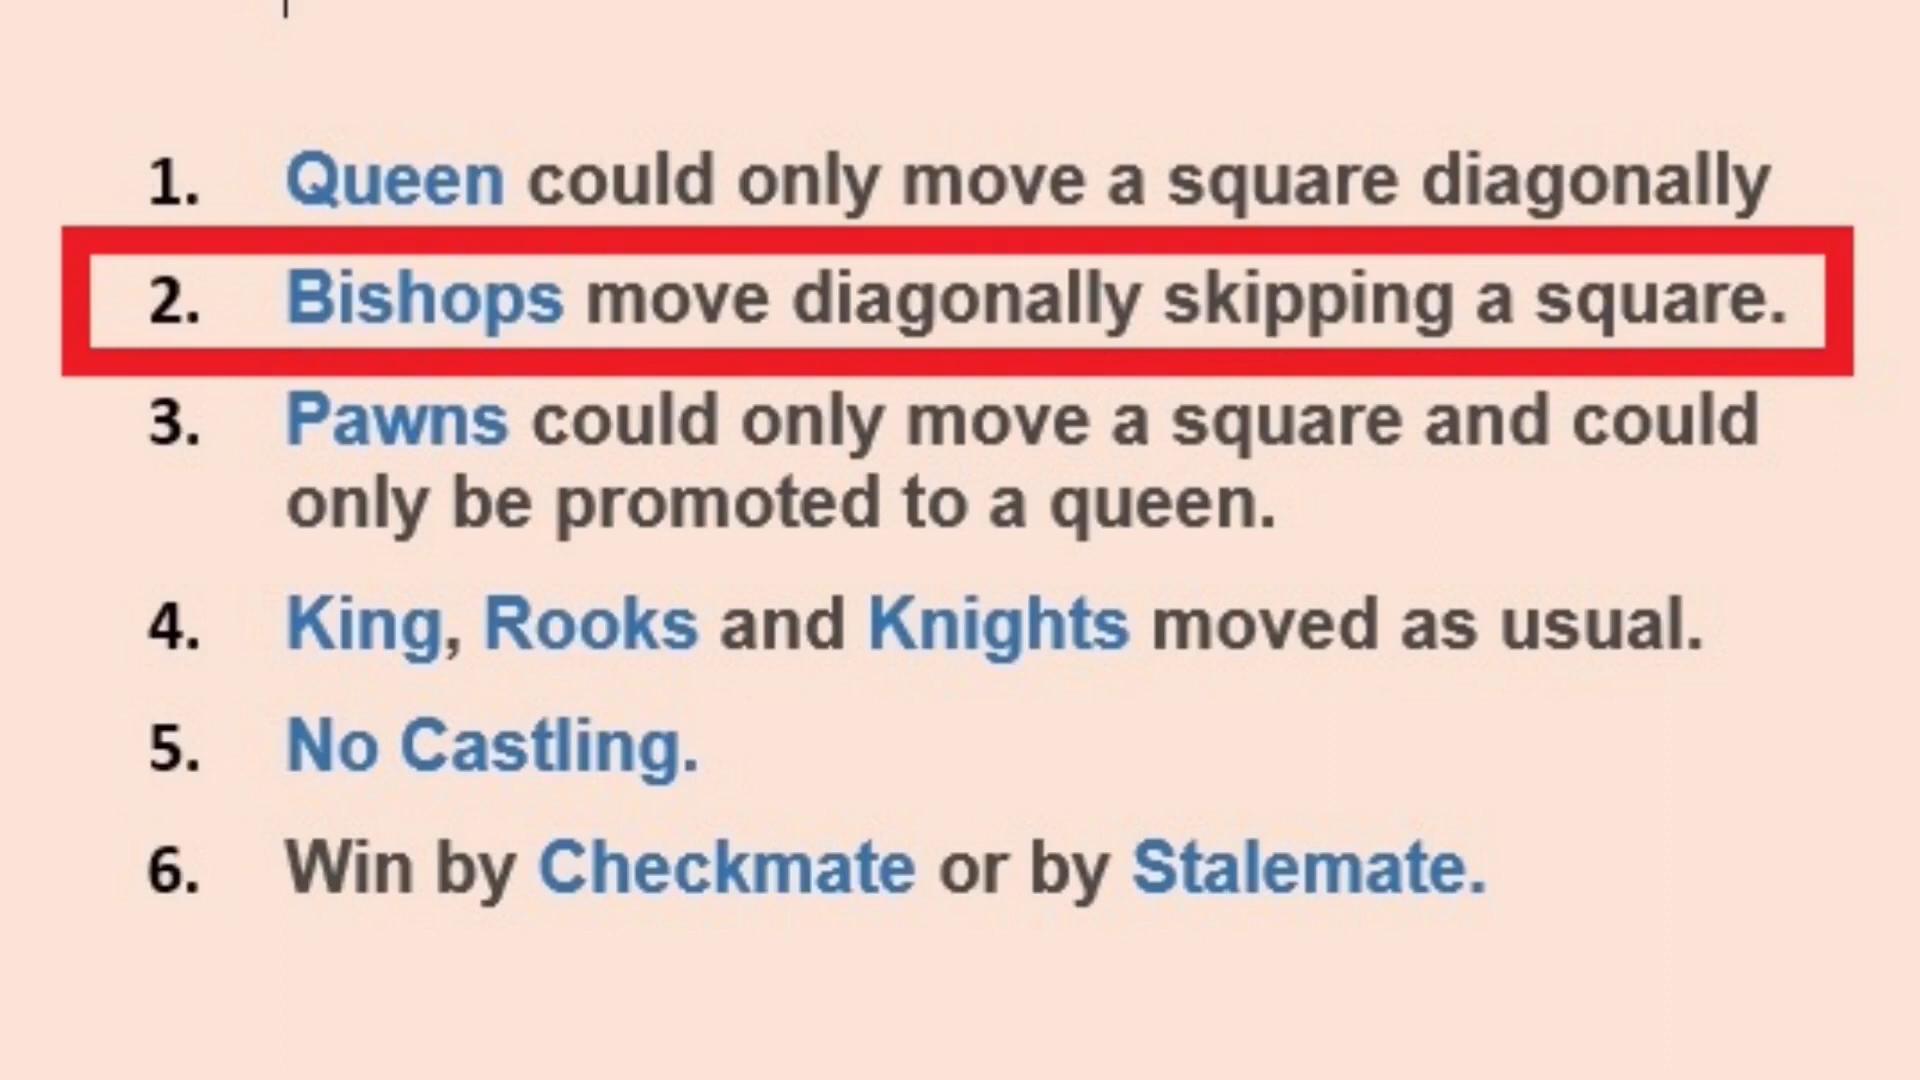 1. Queen could only move a square diagonally
2. Bishops move diagonally skipping a square.
3. Pawns could only move a square and could
only be promoted to a queen.
4. King, Rooks and Knights moved as usual.
5. No Castling.
6. Win by Checkmate or by Stalemate.